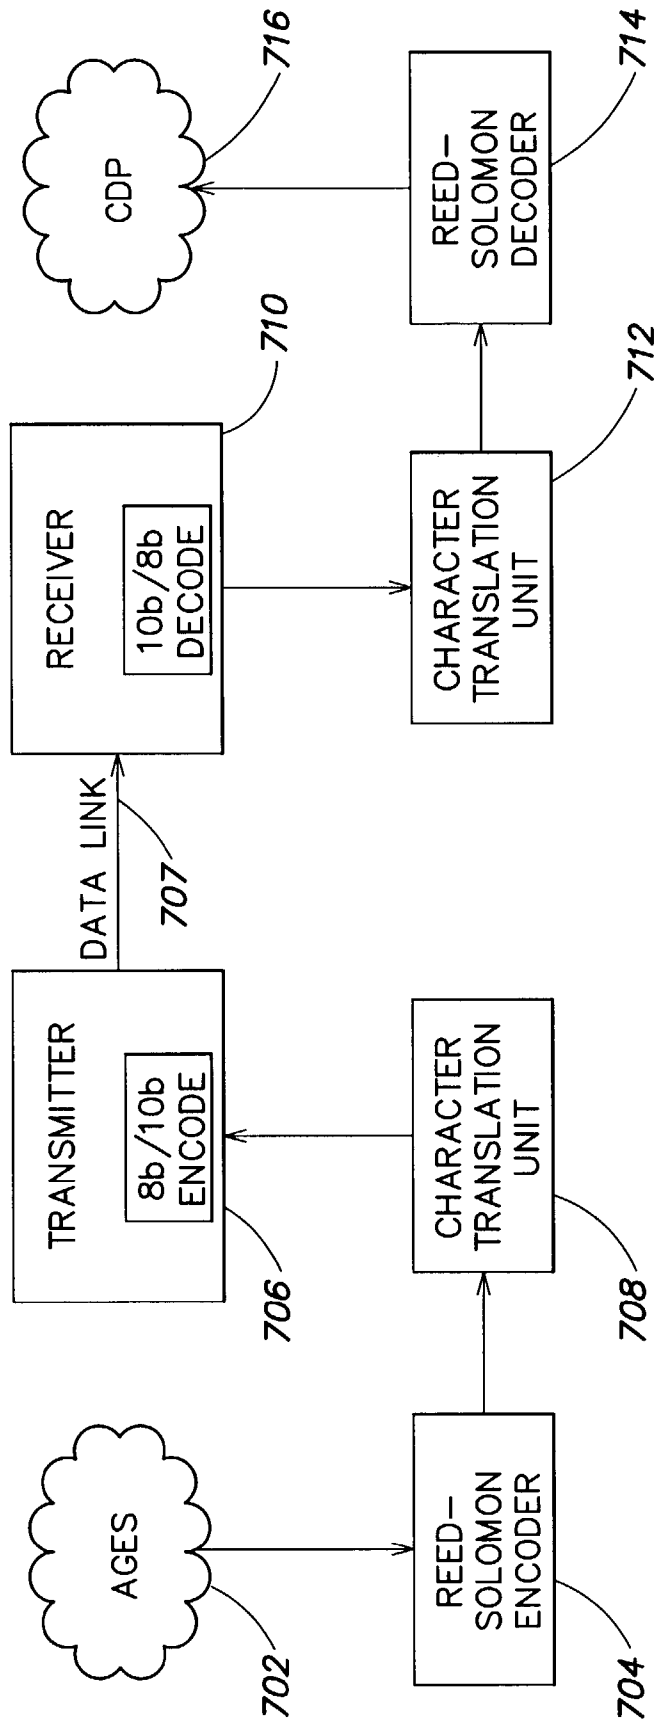 AGES
702
REED-
SOLOMON
ENCODER
704
CHARACTER
TRANSLATION
UNIT
708
TRANSMITTER
8b/10b
ENCODE
706
DATA LINK
707
RECEIVER
10b/8b
DECODE
710
CHARACTER
TRANSLATION
UNIT
712
REED-
SOLOMON
DECODER
714
CDP
716